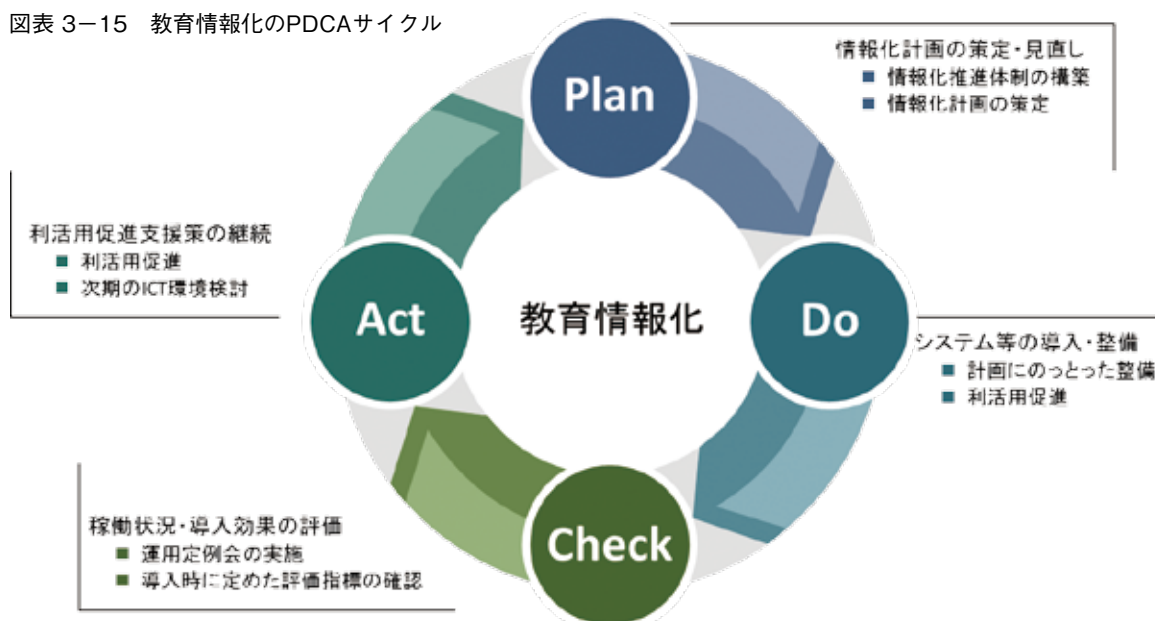 図表 3－15 教育情報化のPDCAサイクル
Plan
情報化計画の策定・見直し
■ 情報化推進体制の構築
■ 情報化計画の策定
利活用促進支援策の継続
■ 利活用促進
■ 次期のICT環境検討
Act
教育情報化
Do
システム等の導入・整備
■ 計画にのっとった整備
■ 利活用促進
稼働状況・導入効果の評価
■ 運用定例会の実施
■ 導入時に定めた評価指標の確認
Check